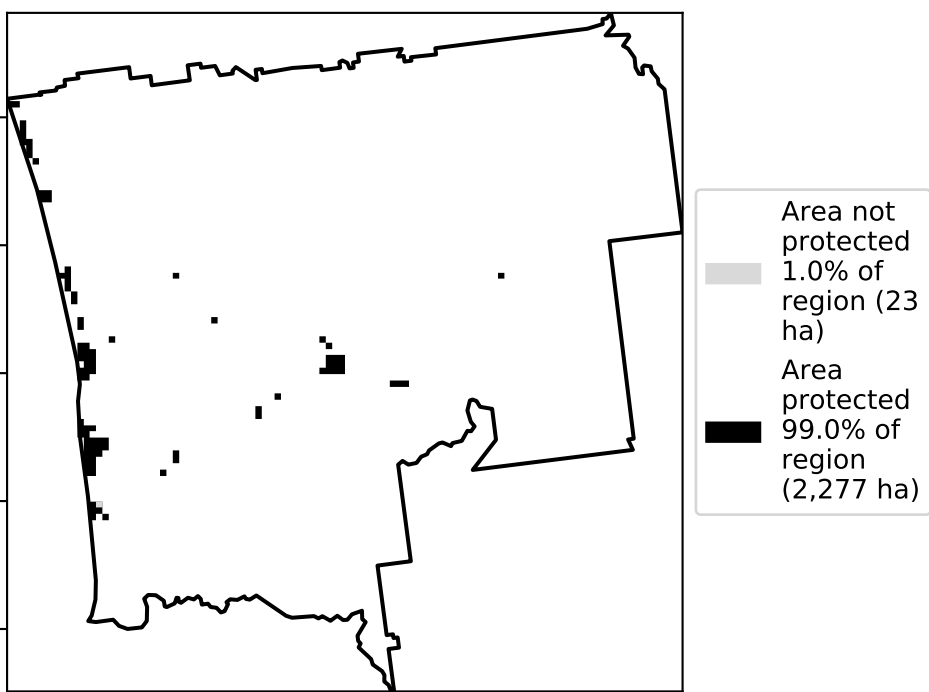 Area not
protected
1.0% of
region (23
ha)
Area
protected
99.0% of
region
(2,277 ha)